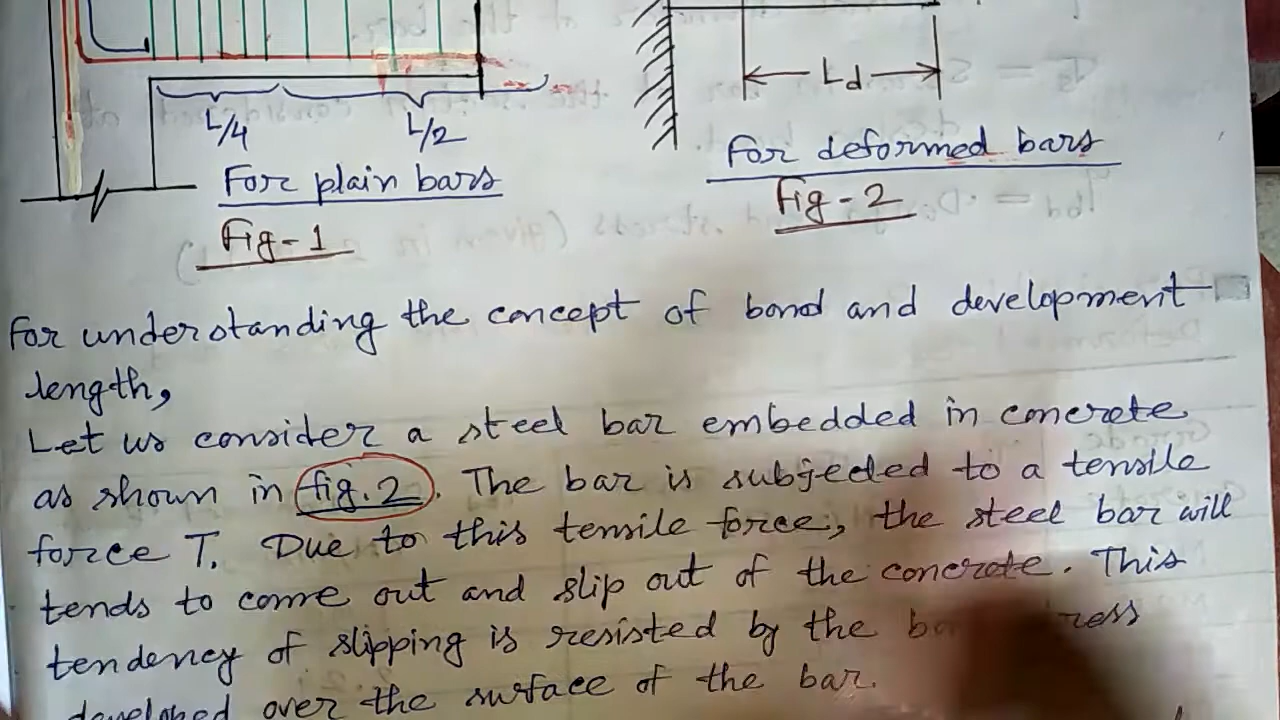 L/4
L/2
Ld
For plain bars
Fig-1
For deformed bars
Fig-2
For understanding the concept of bond and development
length,
Let us consider a steel bar embedded in concrete
as shown in fig.2. The bar is subjected to a tensile
force T. Due to this tensile force, the steel bar will
tends to come out and slip out of the concrete. This
tendency of slipping is resisted by the
developed over the surface of the bar.